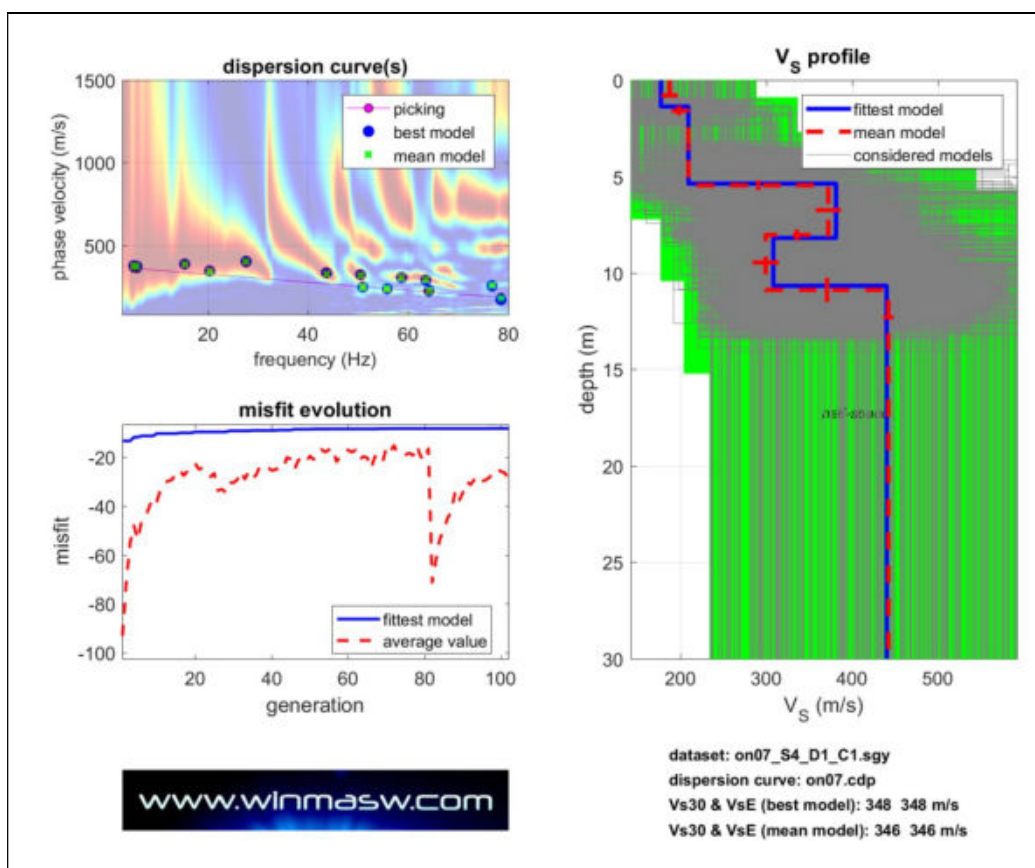 dispersion curve(s)
1500
1000
500
phase velocity (m/s)
picking
best model
mean model
20
40
60
80
frequency (Hz)
misfit evolution
-20
-40
-60
-80
-100
misfit
fittest model
average value
0
20
40
60
80
100
generation
www.winmasw.com
VS profile
0
5
10
15
20
25
30
depth (m)
fittest model
mean model
considered models
200
300
400
500
VS (m/s)
dataset: on07_S4_D1_C1.sgy
dispersion curve: on07.cdp
Vs30 & VsE (best model): 348 348 m/s
Vs30 & VsE (mean model): 346 346 m/s